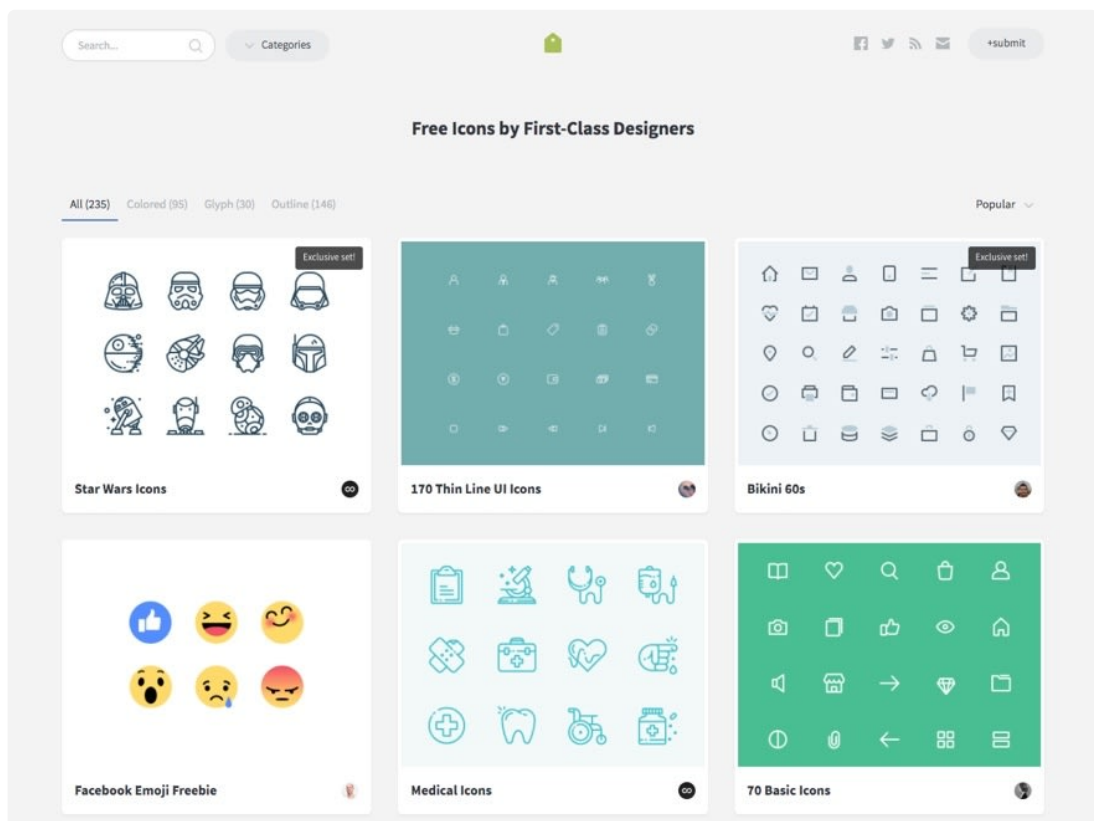 Search... Categories +submit
Free Icons by First-Class Designers
All (235) Colored (95) Glyph (30) Outline (146) Popular
Exclusive set! Exclusive set!
Star Wars Icons 170 Thin Line UI Icons Bikini 60s
Facebook Emoji Freebie Medical Icons 70 Basic Icons